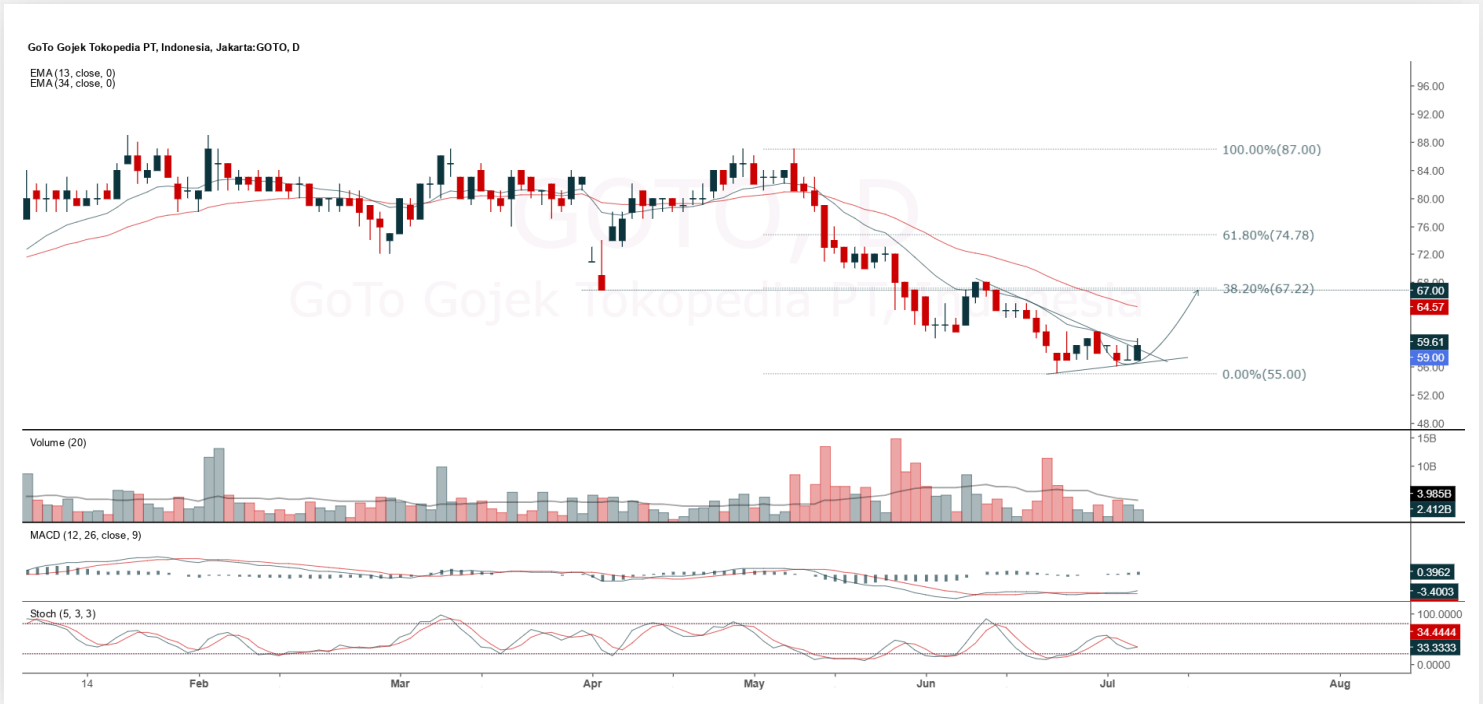 GoTo Gojek Tokopedia PT, Indonesia, Jakarta:GOTO, D
EMA (13, close, 0)
EMA (34, close, 0)
GOTO, D
GoTo Gojek Tokopedia PT, Indonesia
100.00%(87.00)
61.80%(74.78)
38.20%(67.22)
0.00%(55.00)
96.00
92.00
88.00
84.00
80.00
76.00
72.00
68.00
67.00
64.57
59.61
59.00
56.00
52.00
48.00
Volume (20)
15B
10B
3.985B
2.412B
MACD (12, 26, close, 9)
0.3962
-3.4003
Stoch (5, 3, 3)
100.0000
34.4444
33.3333
0.0000
14 Feb Mar Apr May Jun Jul Aug